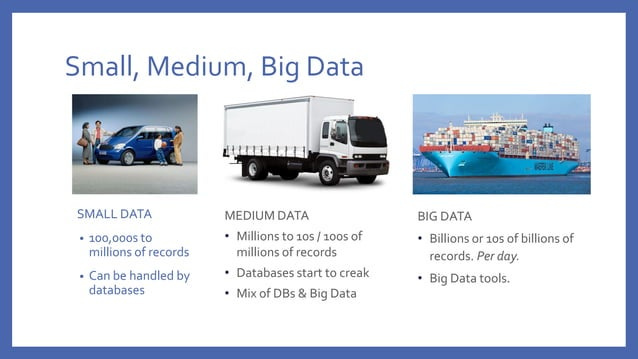 Small, Medium, Big Data
MAERSK LINE
SMALL DATA
▪ 100,000s to
millions of records
▪ Can be handled by
databases
MEDIUM DATA
• Millions to 10s / 100s of
millions of records
• Databases start to creak
• Mix of DBs & Big Data
BIG DATA
• Billions or 10s of billions of
records. Per day.
• Big Data tools.